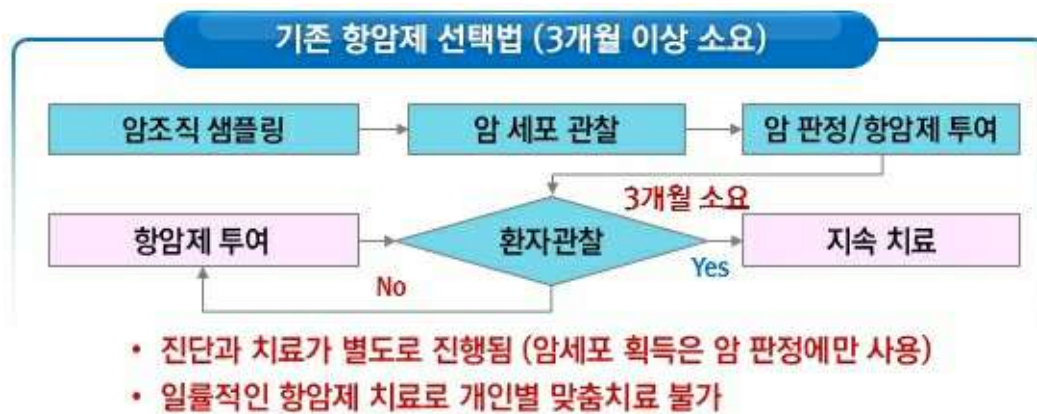 기존 항암제 선택법 (3개월 이상 소요)
암조직 샘플링
암 세포 관찰
암 판정/항암제 투여
3개월 소요
항암제 투여
환자관찰
지속 치료
Yes
No
• 진단과 치료가 별도로 진행됨 (암세포 획득은 암 판정에만 사용)
• 일률적인 항암제 치료로 개인별 맞춤치료 불가